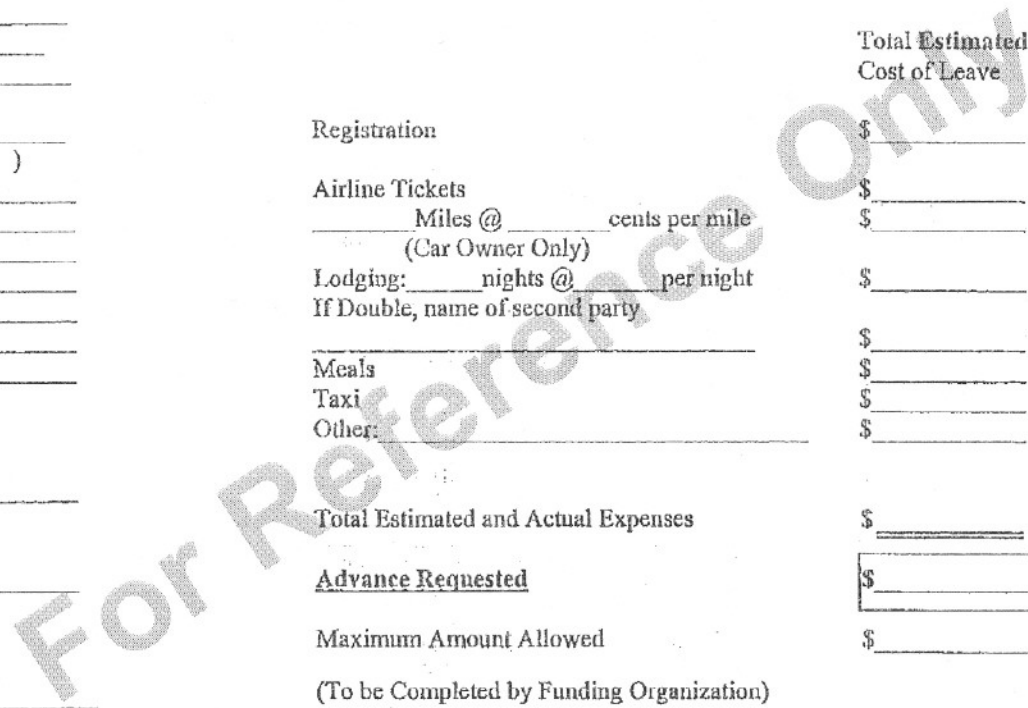 Total Estimated
Cost of Leave
Registration $
)
Airline Tickets $
Miles @ cents per mile $
(Car Owner Only)
Lodging: nights @ per night $
If Double, name of second party
$
Meals $
Taxi $
Other: $
Total Estimated and Actual Expenses $
Advance Requested $
Maximum Amount Allowed $
(To be Completed by Funding Organization)
For Reference Only